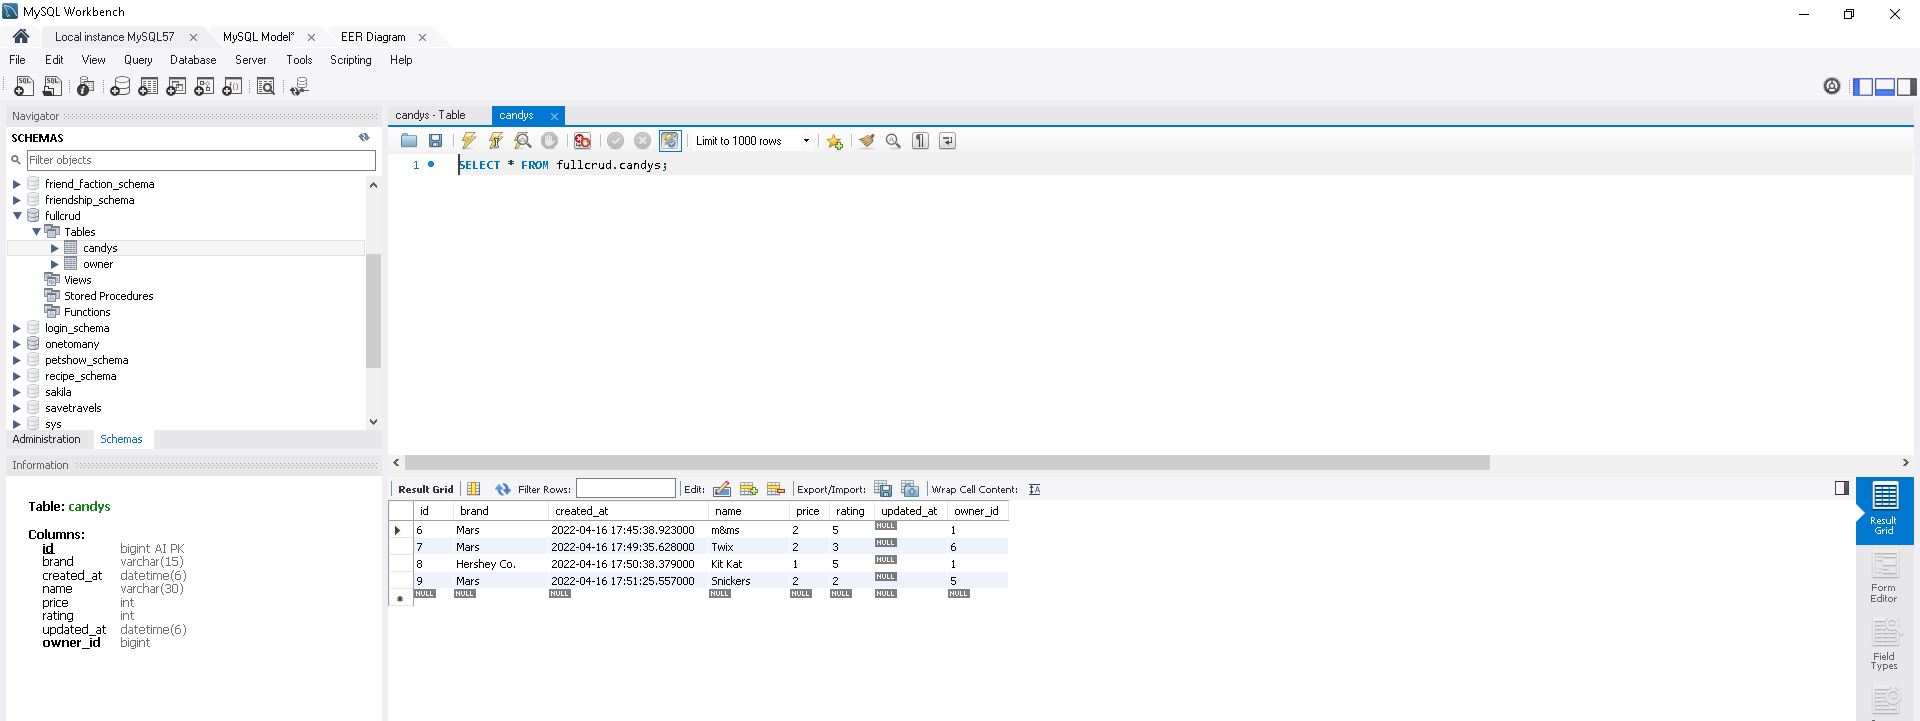 MySQL Workbench
Local instance MySQL57 MySQL Model* EER Diagram
File Edit View Query Database Server Tools Scripting Help
Navigator
SCHEMAS
Filter objects
friend_faction_schema
friendship_schema
fullcrud
Tables
candys
owner
Views
Stored Procedures
Functions
login_schema
onetomany
petshow_schema
recipe_schema
sakila
savetravels
sys
Administration Schemas
Information
Table: candys
Columns:
id bigint AI PK
brand varchar(15)
created_at datetime(6)
name varchar(30)
price int
rating int
updated_at datetime(6)
owner_id bigint
candys - Table candys
Limit to 1000 rows
1 SELECT * FROM fullcrud.candys;
Result Grid Filter Rows: Edit: Export/Import: Wrap Cell Content: IA
id brand created_at name price rating updated_at owner_id
6 Mars 2022-04-16 17:45:38.923000 m&ms 2 5 NULL 1
7 Mars 2022-04-16 17:49:35.628000 Twix 2 3 NULL 6
8 Hershey Co. 2022-04-16 17:50:38.379000 Kit Kat 1 5 NULL 1
9 Mars 2022-04-16 17:51:25.557000 Snickers 2 2 NULL 5
NULL NULL NULL NULL NULL NULL NULL NULL
Result
Grid
Form
Editor
Field
Types